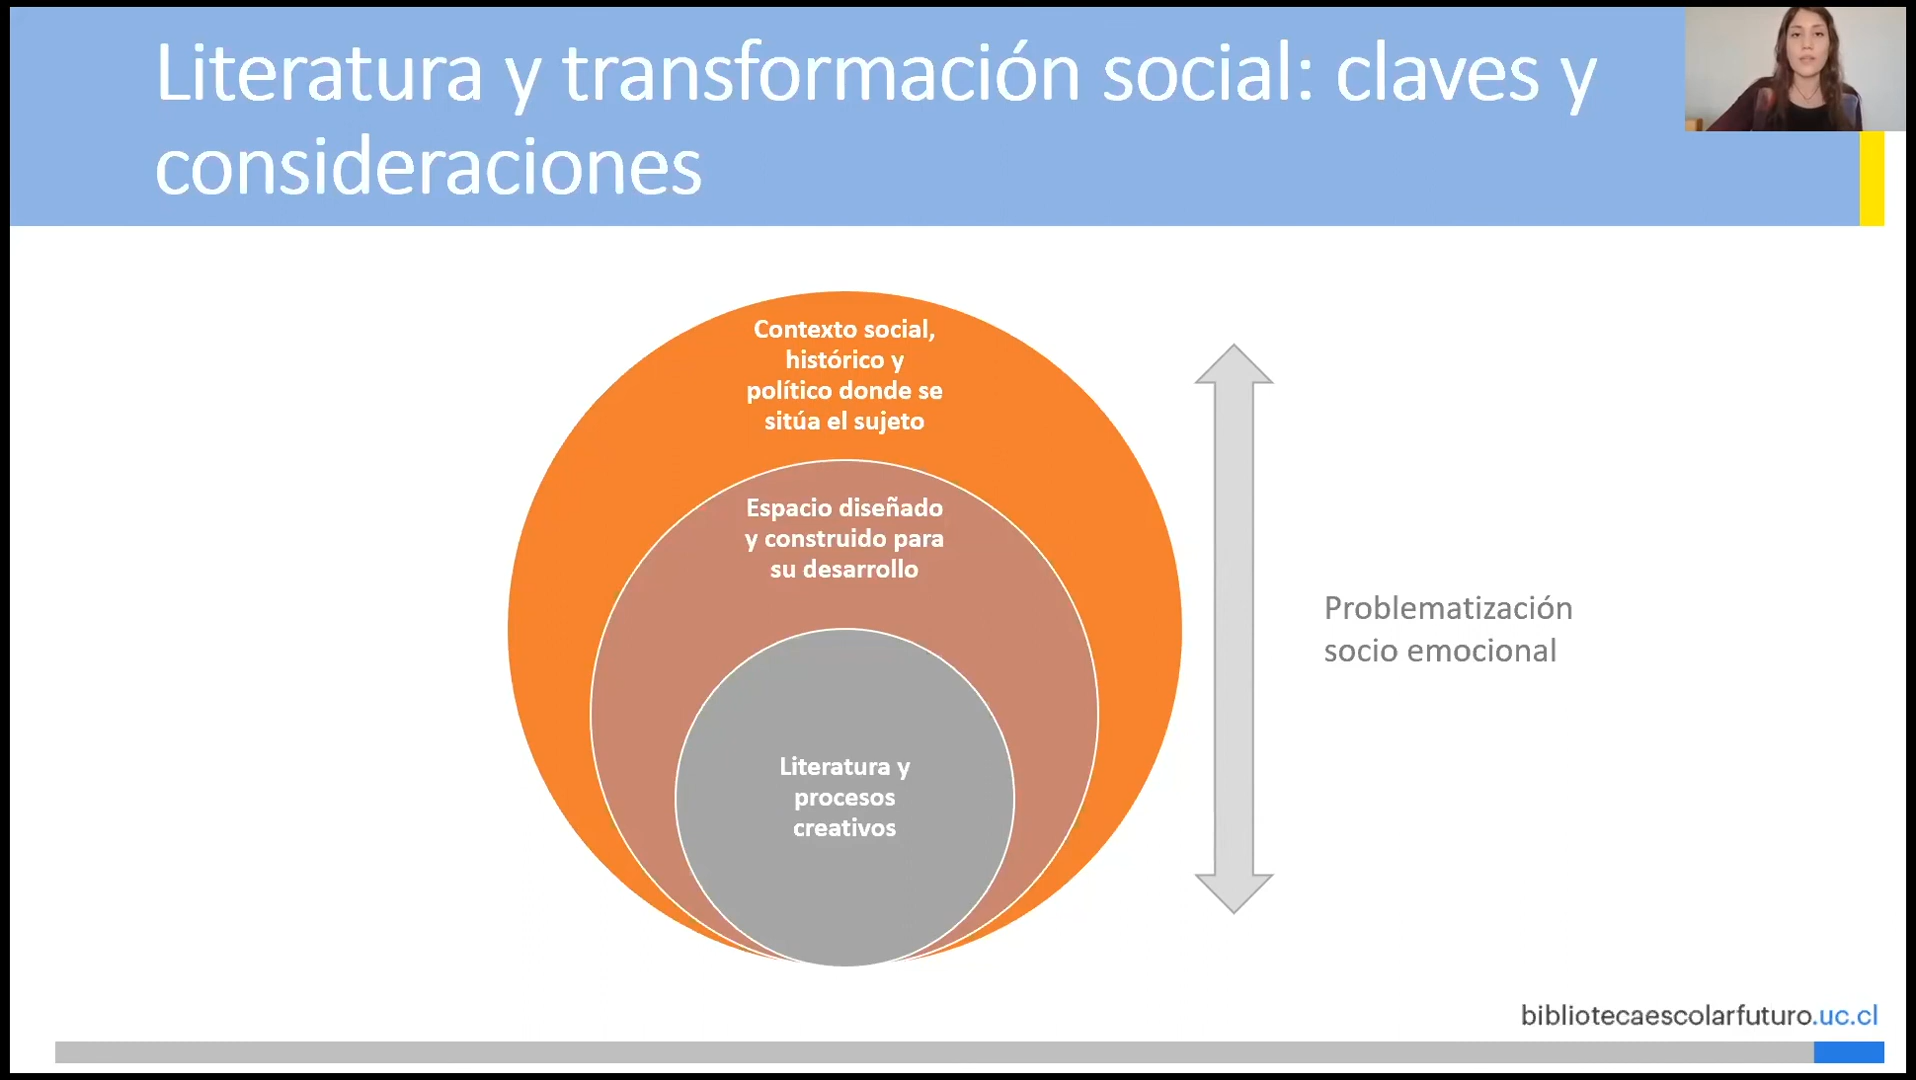 Literatura y transformación social: claves y
consideraciones
Contexto social,
histórico y
político donde se
sitúa el sujeto
Espacio diseñado
y construido para
su desarrollo
Literatura y
procesos
creativos
Problematización
socio emocional
bibliotecaescolarfuturo.uc.cl